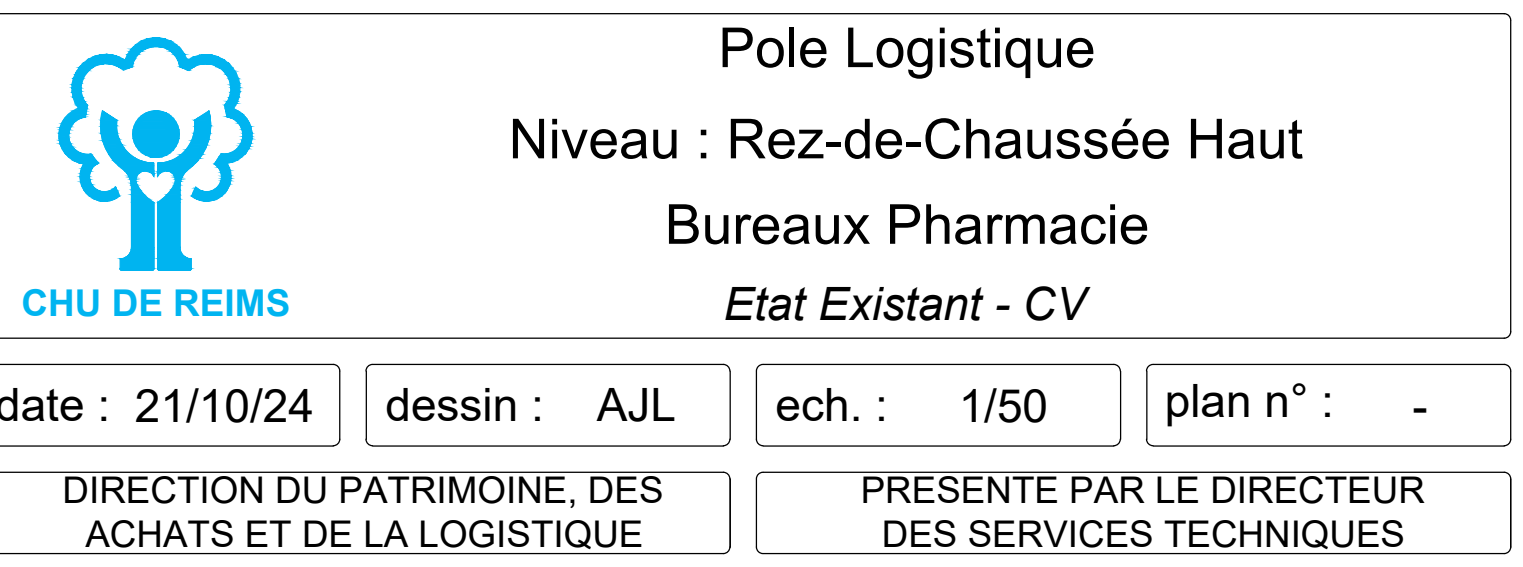 Pole Logistique
Niveau : Rez-de-Chaussée Haut
Bureaux Pharmacie
CHU DE REIMS
Etat Existant - CV
date : 21/10/24
dessin : AJL
ech. : 1/50
plan n° : -
DIRECTION DU PATRIMOINE, DES
ACHATS ET DE LA LOGISTIQUE
PRESENTE PAR LE DIRECTEUR
DES SERVICES TECHNIQUES